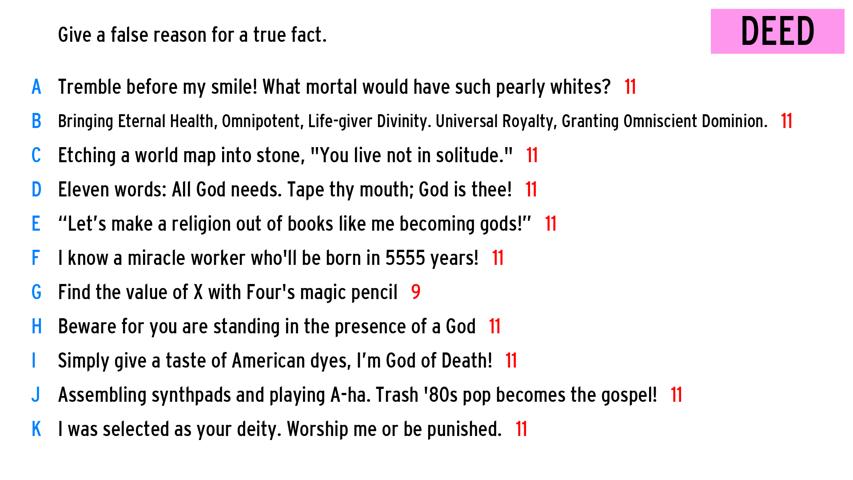 Give a false reason for a true fact.
DEED
A Tremble before my smile! What mortal would have such pearly whites? 11
B Bringing Eternal Health, Omnipotent, Life-giver Divinity. Universal Royalty, Granting Omniscient Dominion. 11
C Etching a world map into stone, "You live not in solitude." 11
D Eleven words: All God needs. Tape thy mouth; God is thee! 11
E “Let’s make a religion out of books like me becoming gods!” 11
F I know a miracle worker who'll be born in 5555 years! 11
G Find the value of X with Four's magic pencil 9
H Beware for you are standing in the presence of a God 11
I Simply give a taste of American dyes, I’m God of Death! 11
J Assembling synthpads and playing A-ha. Trash '80s pop becomes the gospel! 11
K I was selected as your deity. Worship me or be punished. 11